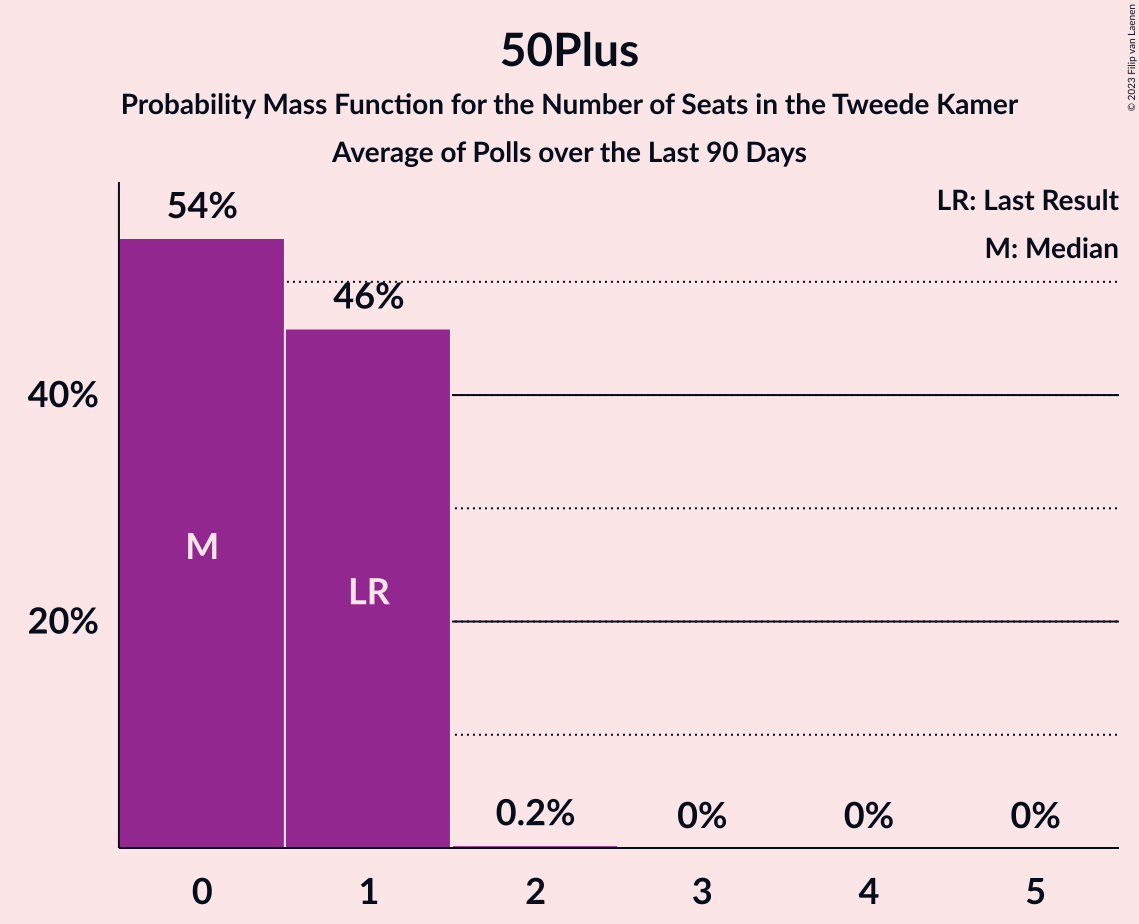 50Plus
Probability Mass Function for the Number of Seats in the Tweede Kamer
Average of Polls over the Last 90 Days
© 2023 Filip van Laenen
LR: Last Result
M: Median
54%
46%
40%
20%
M
LR
0.2%
0%
0%
0%
0
1
2
3
4
5